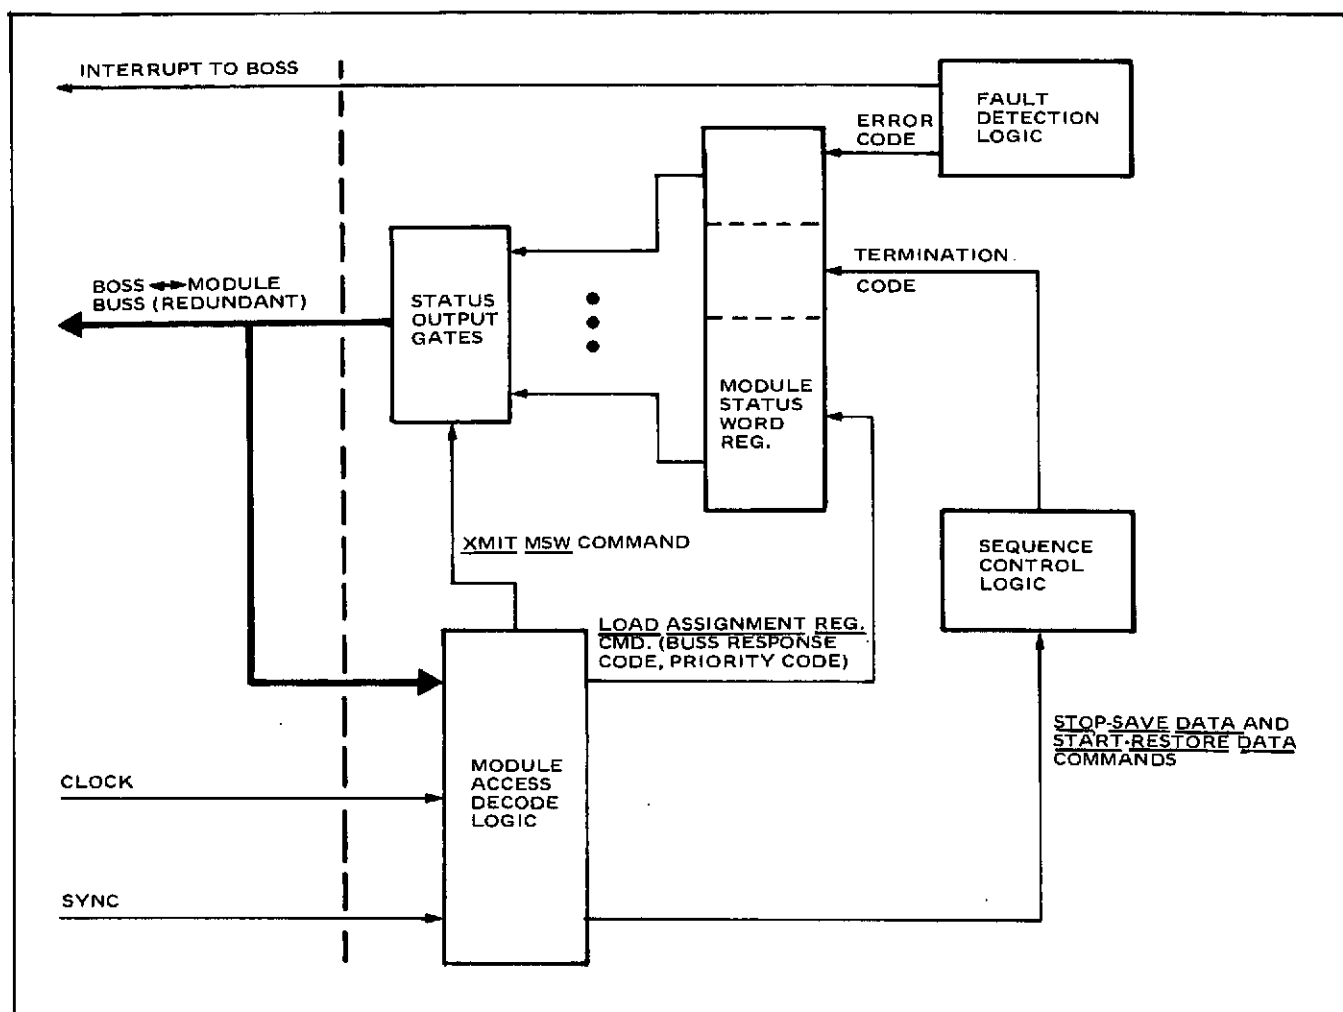 INTERRUPT TO BOSS
FAULT
DETECTION
LOGIC
ERROR
CODE
TERMINATION
CODE
BOSS ◄►MODULE
BUSS (REDUNDANT)
STATUS
OUTPUT
GATES
MODULE
STATUS
WORD
REG.
XMIT MSW COMMAND
SEQUENCE
CONTROL
LOGIC
LOAD ASSIGNMENT REG.
CMD. (BUSS RESPONSE
CODE, PRIORITY CODE)
STOP-SAVE DATA AND
START-RESTORE DATA
COMMANDS
MODULE
ACCESS
DECODE
LOGIC
CLOCK
SYNC